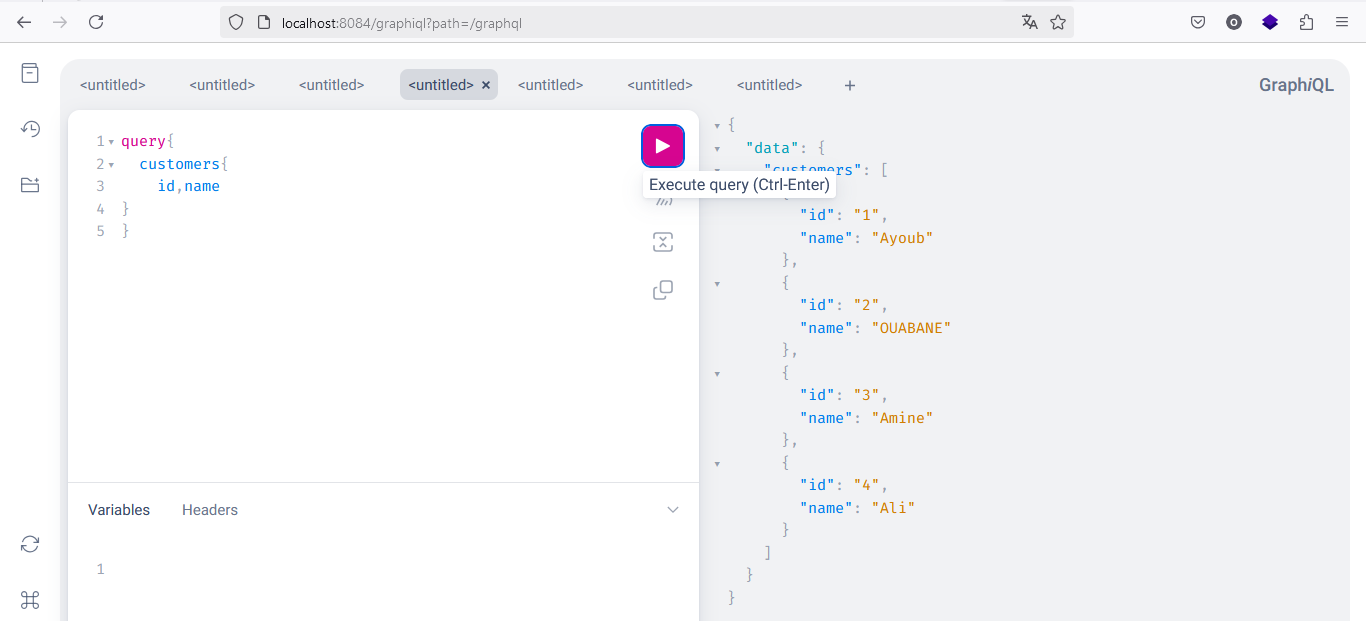 localhost:8084/graphiql?path=/graphql
<untitled> <untitled> <untitled> <untitled> × <untitled> <untitled> <untitled> + GraphiQL
1 query{
2 customers{
3 id,name
4 }
5 }
Execute query (Ctrl-Enter)
Variables Headers
1
{
"data": {
"customers": [
{
"id": "1",
"name": "Ayoub"
},
{
"id": "2",
"name": "OUABANE"
},
{
"id": "3",
"name": "Amine"
},
{
"id": "4",
"name": "Ali"
}
]
}
}